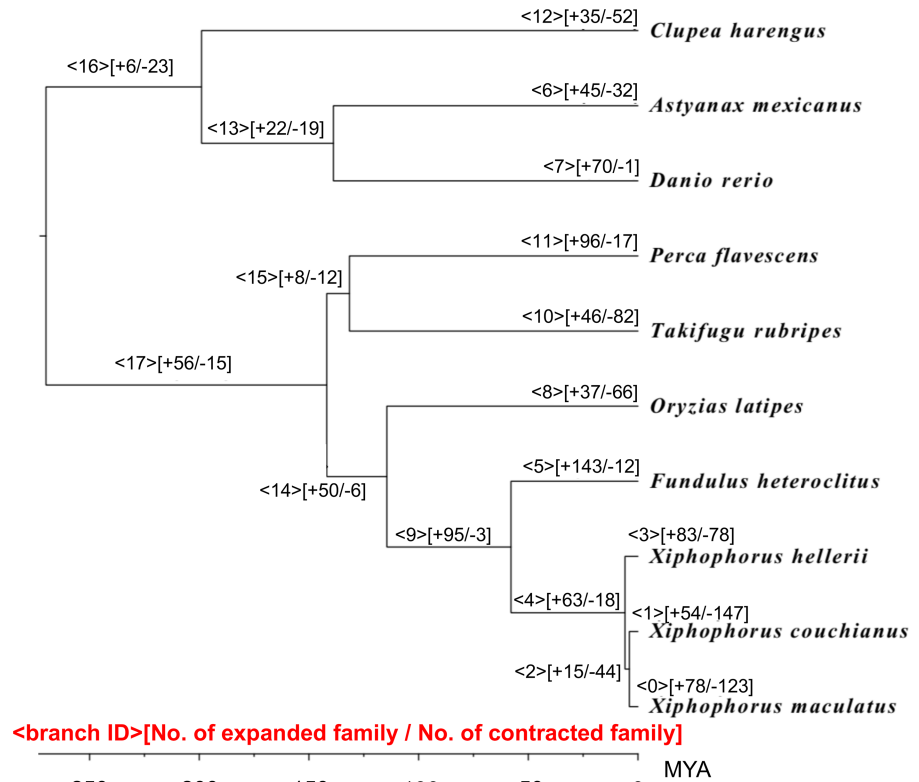 <12>[+35/-52]
Clupea harengus
<16>[+6/-23]
<6>[+45/-32]
Astyanax mexicanus
<13>[+22/-19]
<7>[+70/-1]
Danio rerio
<11>[+96/-17]
Perca flavescens
<15>[+8/-12]
<10>[+46/-82]
Takifugu rubripes
<17>[+56/-15]
<8>[+37/-66]
Oryzias latipes
<5>[+143/-12]
Fundulus heteroclitus
<14>[+50/-6]
<9>[+95/-3]
<3>[+83/-78]
Xiphophorus hellerii
<4>[+63/-18]
<1>[+54/-147]
Xiphophorus couchianus
<2>[+15/-44]
<0>[+78/-123]
Xiphophorus maculatus
<branch ID>[No. of expanded family / No. of contracted family]
MYA